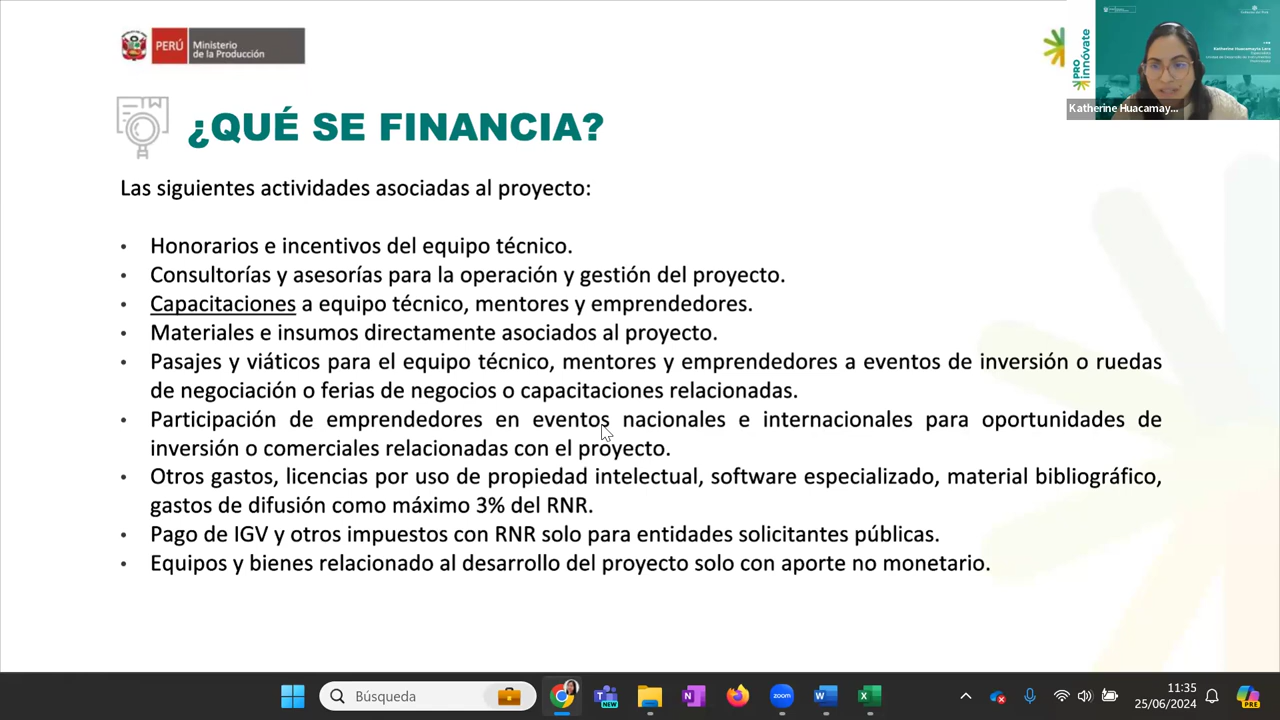 PERÚ
Ministerio
de la Producción
PRO
innóvate
Katherine Huacamayta Lara
Katherine Huacamay...
¿QUÉ SE FINANCIA?
Las siguientes actividades asociadas al proyecto:
• Honorarios e incentivos del equipo técnico.
• Consultorías y asesorías para la operación y gestión del proyecto.
• Capacitaciones a equipo técnico, mentores y emprendedores.
• Materiales e insumos directamente asociados al proyecto.
• Pasajes y viáticos para el equipo técnico, mentores y emprendedores a eventos de inversión o ruedas
de negociación o ferias de negocios o capacitaciones relacionadas.
• Participación de emprendedores en eventos nacionales e internacionales para oportunidades de
inversión o comerciales relacionadas con el proyecto.
• Otros gastos, licencias por uso de propiedad intelectual, software especializado, material bibliográfico,
gastos de difusión como máximo 3% del RNR.
• Pago de IGV y otros impuestos con RNR solo para entidades solicitantes públicas.
• Equipos y bienes relacionado al desarrollo del proyecto solo con aporte no monetario.
Búsqueda
NEW
zoom
11:35
25/06/2024
PRE